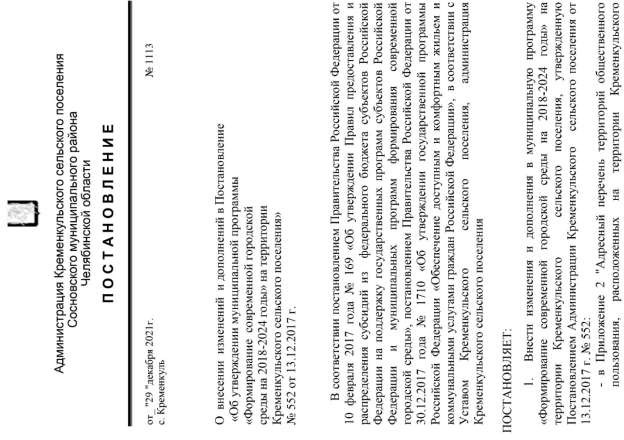 Администрация Кременкульского сельского поселения
Сосновского муниципального района
Челябинской области
ПОСТАНОВЛЕНИЕ
от "29 "декабря 2021г. № 1113
с. Кременкуль
О внесении изменений и дополнений в Постановление
«Об утверждении муниципальной программы
«Формирование современной городской
среды на 2018-2024 годы» на территории
Кременкульского сельского поселения»
№ 552 от 13.12.2017 г.
В соответствии постановлением Правительства Российской Федерации от
10 февраля 2017 года № 169 «Об утверждении Правил предоставления и
распределения субсидий из федерального бюджета субъектов Российской
Федерации на поддержку государственных программ субъектов Российской
Федерации и муниципальных программ формирования современной
городской среды», постановлением Правительства Российской Федерации от
30.12.2017 года № 1710 «Об утверждении государственной программы
Российской Федерации «Обеспечение доступным и комфортным жильем и
коммунальными услугами граждан Российской Федерации», в соответствии с
Уставом Кременкульского сельского поселения, администрация
Кременкульского сельского поселения
ПОСТАНОВЛЯЕТ:
1. Внести изменения и дополнения в муниципальную программу
«Формирование современной городской среды на 2018-2024 годы» на
территории Кременкульского сельского поселения, утвержденную
Постановлением Администрации Кременкульского сельского поселения от
13.12.2017 г. № 552:
- в Приложение 2 "Адресный перечень территорий общественного
пользования, расположенных на территории Кременкульского